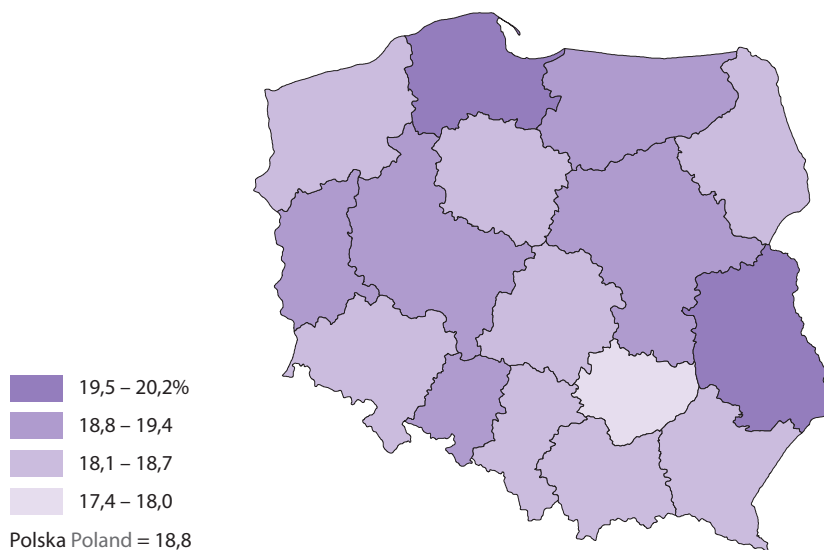 19,5 – 20,2%
18,8 – 19,4
18,1 – 18,7
17,4 – 18,0
Polska Poland = 18,8